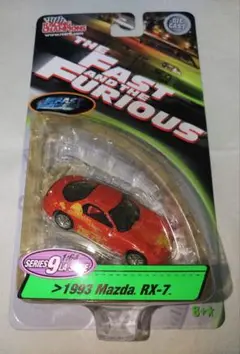 RACING CHAMPIONS
THE
FAST
AND THE
FURIOUS
SERIES 9
>1993 Mazda. RX-7.
8+